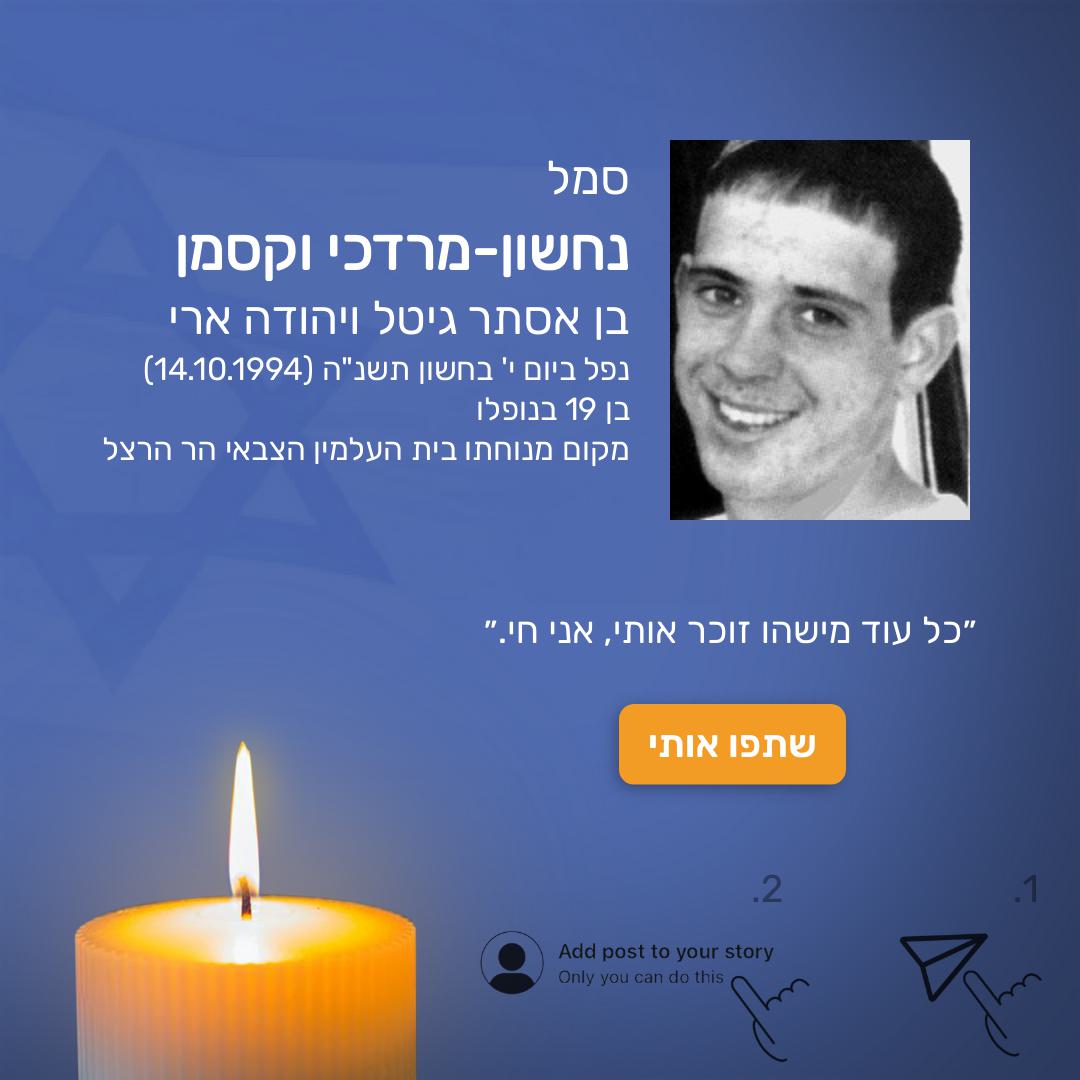 סמל
נחשון-מרדכי וקסמן
בן אסתר גיטל ויהודה ארי
נפל ביום י' בחשון תשנ"ה (14.10.1994)
בן 19 בנופלו
מקום מנוחתו בית העלמין הצבאי הר הרצל
״כל עוד מישהו זוכר אותי, אני חי.״
שתפו אותי
.1
.2
Add post to your story
Only you can do this